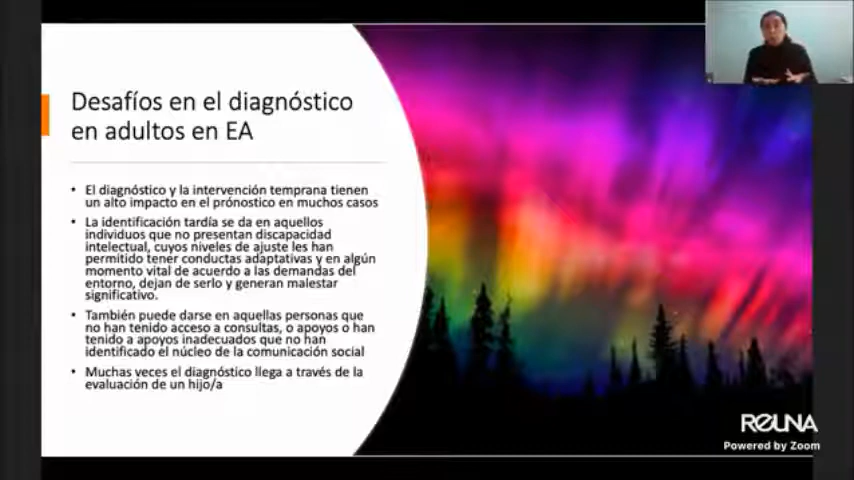 Desafíos en el diagnóstico
en adultos en EA
• El diagnóstico y la intervención temprana tienen
un alto impacto en el prónostico en muchos casos
• La identificación tardía se da en aquellos
individuos que no presentan discapacidad
intelectual, cuyos niveles de ajuste les han
permitido tener conductas adaptativas y en algún
momento vital de acuerdo a las demandas del
entorno, dejan de serlo y generan malestar
significativo.
• También puede darse en aquellas personas que
no han tenido acceso a consultas, o apoyos o han
tenido a apoyos inadecuados que no han
identificado el núcleo de la comunicación social
• Muchas veces el diagnóstico llega a través de la
evaluación de un hijo/a
REUNA
Powered by Zoom